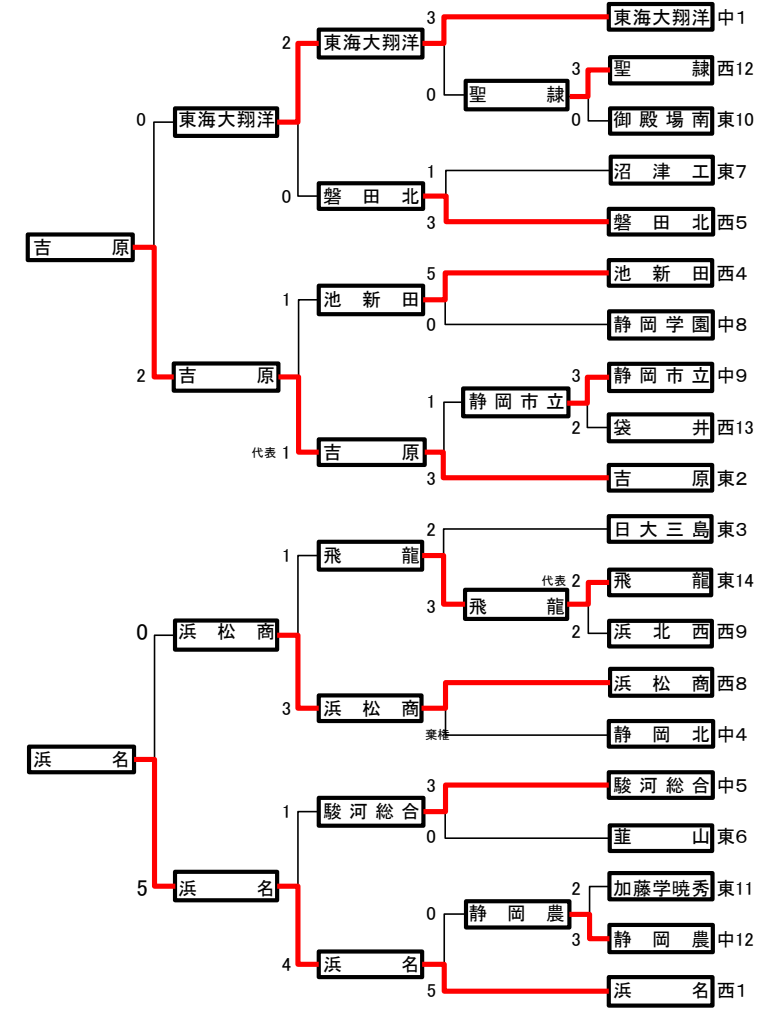 3 東海大翔洋 中1
2 東海大翔洋
3 聖隷 西12
0 聖隷
0 東海大翔洋
0 御殿場南 東10
1 沼津工 東7
0 磐田北
3 磐田北 西5
吉原
5 池新田 西4
1 池新田
0 静岡学園 中8
2 吉原
3 静岡市立 中9
1 静岡市立
2 袋井 西13
代表 1 吉原
3 吉原 東2
2 日大三島 東3
1 飛龍
代表 2 飛龍 東14
3 飛龍
0 浜松商
2 浜北西 西9
浜松商 西8
3 浜松商
棄権 静岡北 中4
浜名
3 駿河総合 中5
1 駿河総合
0 韮山 東6
5 浜名
2 加藤学暁秀 東11
0 静岡農
3 静岡農 中12
4 浜名
5 浜名 西1